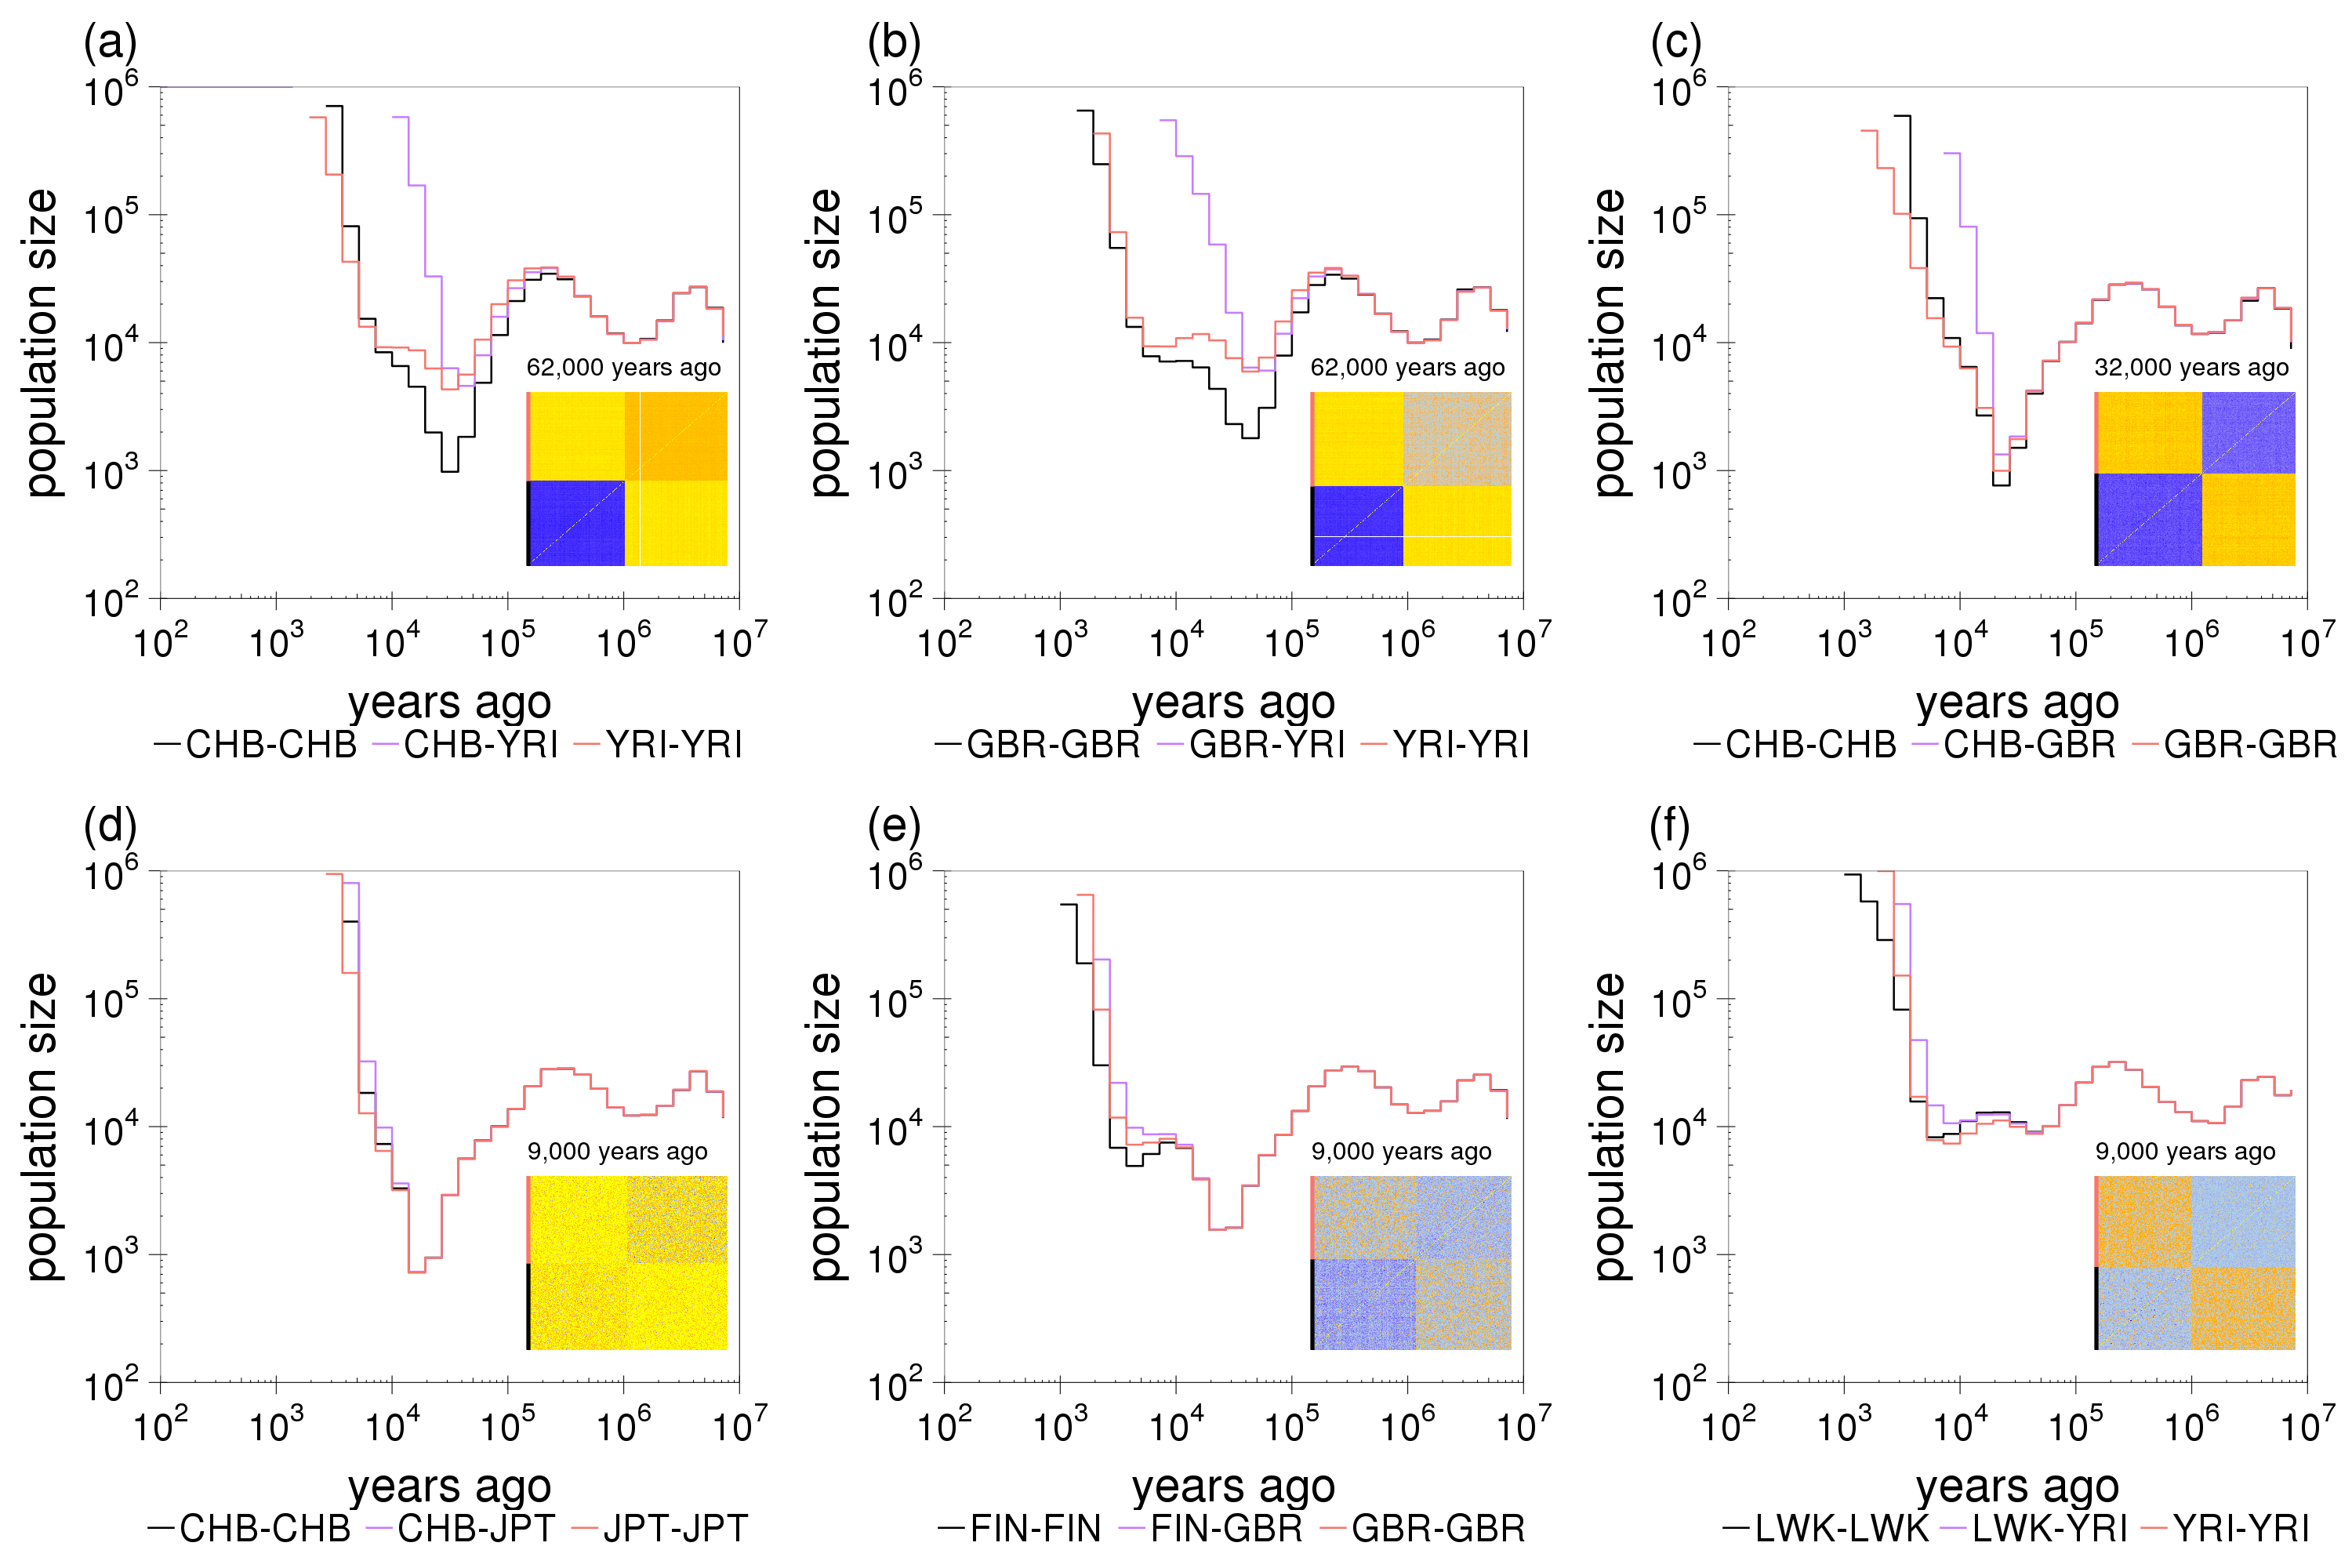 (a) (b) (c)
10^6 10^6 10^6
population size population size population size
10^5 10^5 10^5
10^4 10^4 10^4
62,000 years ago 62,000 years ago 32,000 years ago
10^3 10^3 10^3
10^2 10^2 10^2
10^2 10^3 10^4 10^5 10^6 10^7 10^2 10^3 10^4 10^5 10^6 10^7 10^2 10^3 10^4 10^5 10^6 10^7
years ago years ago years ago
CHB-CHB CHB-YRI YRI-YRI GBR-GBR GBR-YRI YRI-YRI CHB-CHB CHB-GBR GBR-GBR
(d) (e) (f)
10^6 10^6 10^6
population size population size population size
10^5 10^5 10^5
10^4 10^4 10^4
9,000 years ago 9,000 years ago 9,000 years ago
10^3 10^3 10^3
10^2 10^2 10^2
10^2 10^3 10^4 10^5 10^6 10^7 10^2 10^3 10^4 10^5 10^6 10^7 10^2 10^3 10^4 10^5 10^6 10^7
years ago years ago years ago
CHB-CHB CHB-JPT JPT-JPT FIN-FIN FIN-GBR GBR-GBR LWK-LWK LWK-YRI YRI-YRI